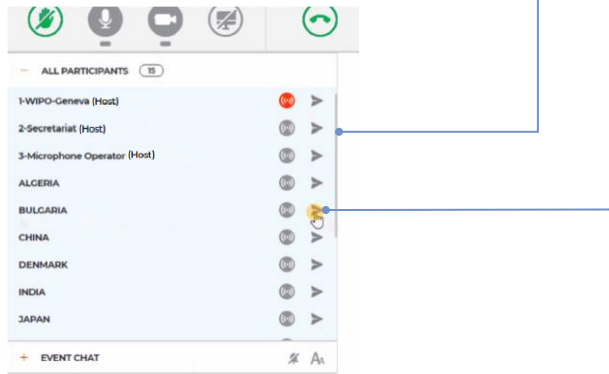 − ALL PARTICIPANTS 15
1-WIPO-Geneva (Host)
2-Secretariat (Host)
3-Microphone Operator (Host)
ALGERIA
BULGARIA
CHINA
DENMARK
INDIA
JAPAN
+ EVENT CHAT AA